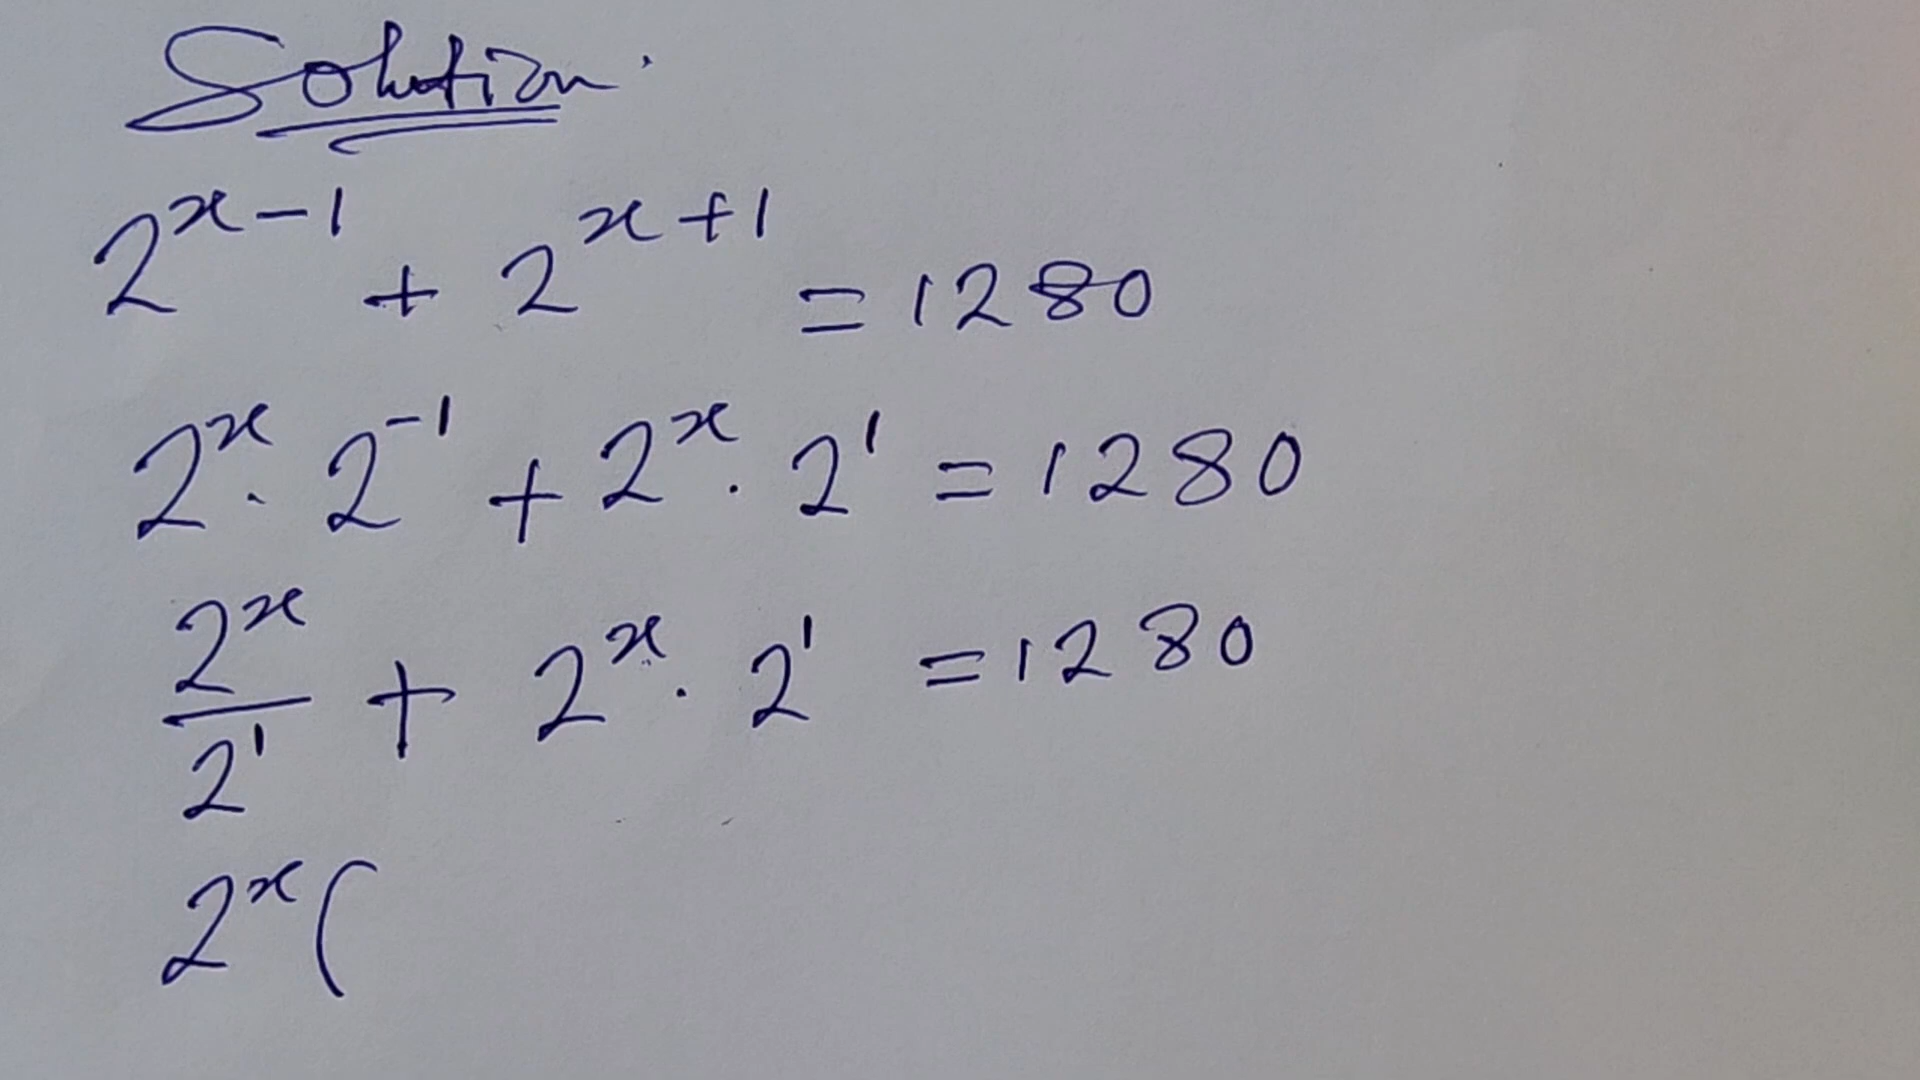 Solution.
2^{x-1} + 2^{x+1} = 1280
2^x . 2^{-1} + 2^x . 2^1 = 1280
2^x/2^1 + 2^x . 2^1 = 1280
2^x (